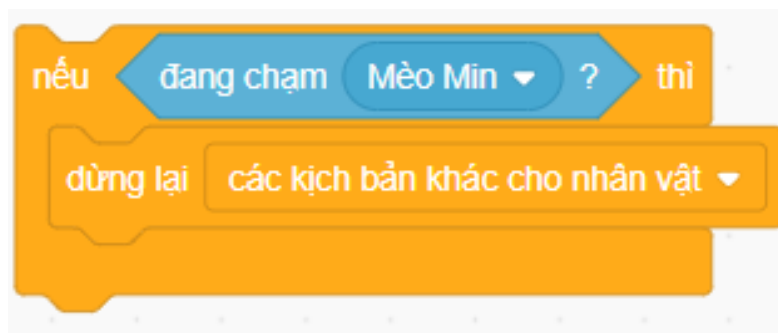 nếu đang chạm Mèo Min ? thì
dừng lại các kịch bản khác cho nhân vật